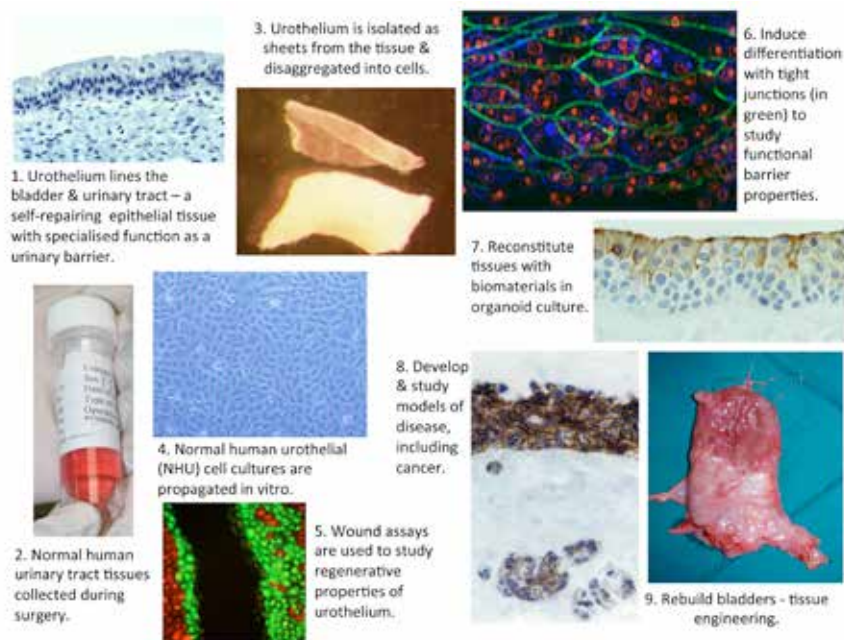 1. Urothelium lines the
bladder & urinary tract – a
self-repairing epithelial tissue
with specialised function as a
urinary barrier.
2. Normal human
urinary tract tissues
collected during
surgery.
3. Urothelium is isolated as
sheets from the tissue &
disaggregated into cells.
4. Normal human urothelial
(NHU) cell cultures are
propagated in vitro.
5. Wound assays
are used to study
regenerative
properties of
urothelium.
6. Induce
differentiation
with tight
junctions (in
green) to
study
functional
barrier
properties.
7. Reconstitute
tissues with
biomaterials in
organoid culture.
8. Develop
& study
models of
disease,
including
cancer.
9. Rebuild bladders - tissue
engineering.